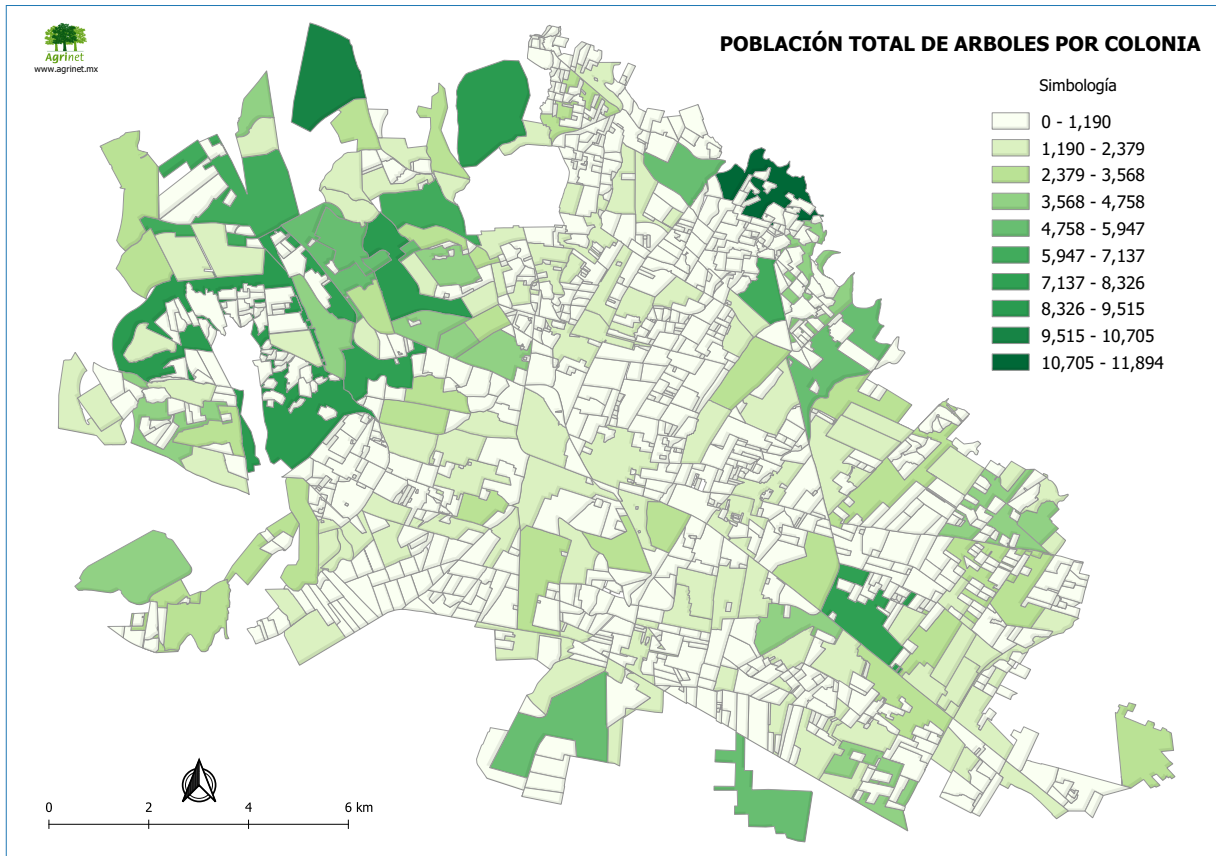 Agrinet
www.agrinet.mx
POBLACIÓN TOTAL DE ARBOLES POR COLONIA
Simbología
0 - 1,190
1,190 - 2,379
2,379 - 3,568
3,568 - 4,758
4,758 - 5,947
5,947 - 7,137
7,137 - 8,326
8,326 - 9,515
9,515 - 10,705
10,705 - 11,894
0 2 4 6 km